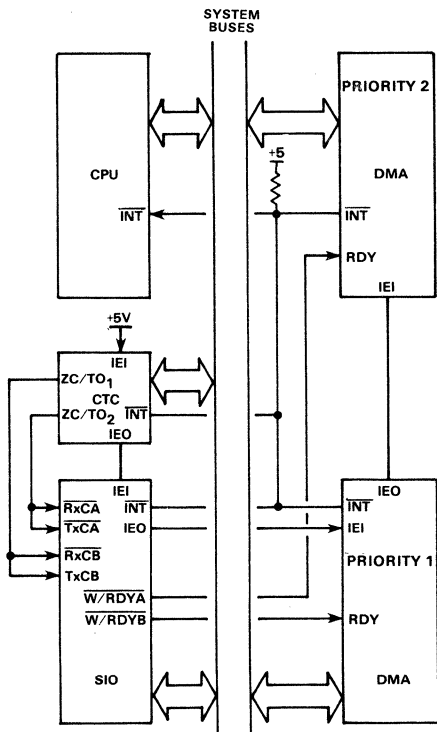 SYSTEM
BUSES
PRIORITY 2
+5
CPU
DMA
INT
INT
RDY
IEI
+5V
IEI
ZC/TO1
CTC
ZC/TO2
INT
IEO
IEI
RxCA
INT
TxCA
IEO
RxCB
TxCB
W/RDYA
W/RDYB
SIO
IEO
INT
IEI
PRIORITY 1
RDY
DMA